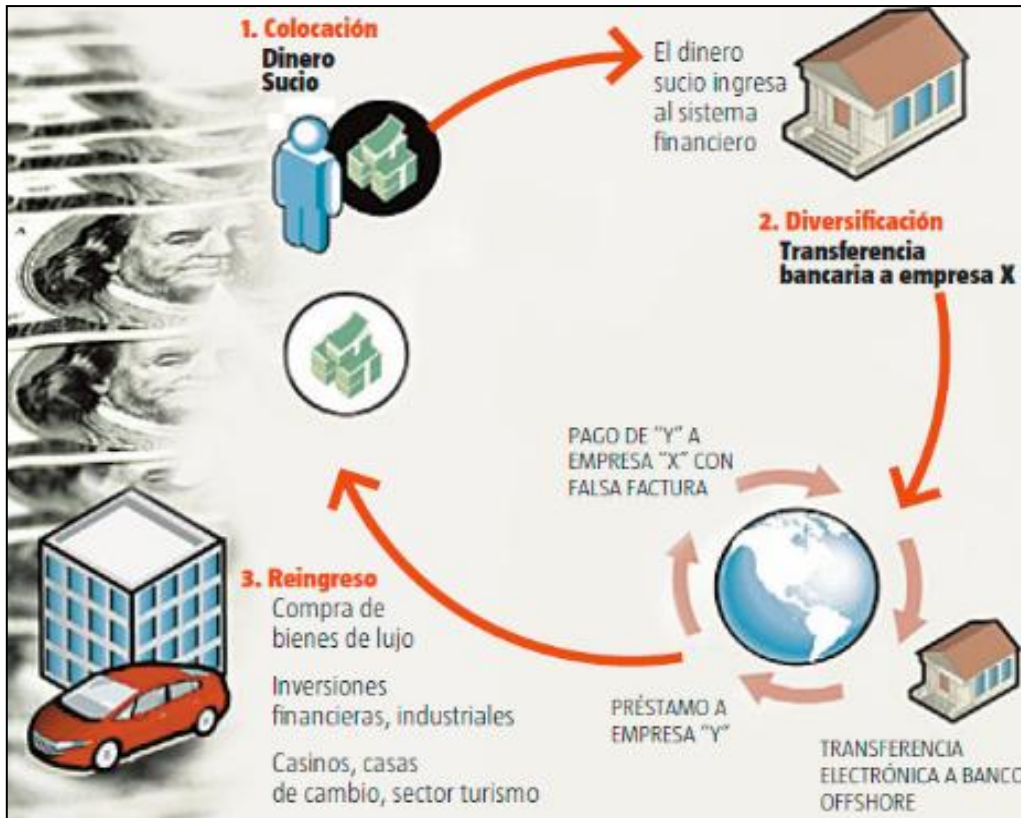 1. Colocación
Dinero
Sucio
El dinero
sucio ingresa
al sistema
financiero
2. Diversificación
Transferencia
bancaria a empresa X
PAGO DE "Y" A
EMPRESA "X" CON
FALSA FACTURA
TRANSFERENCIA
ELECTRÓNICA A BANCO
OFFSHORE
PRÉSTAMO A
EMPRESA "Y"
3. Reingreso
Compra de
bienes de lujo
Inversiones
financieras, industriales
Casinos, casas
de cambio, sector turismo